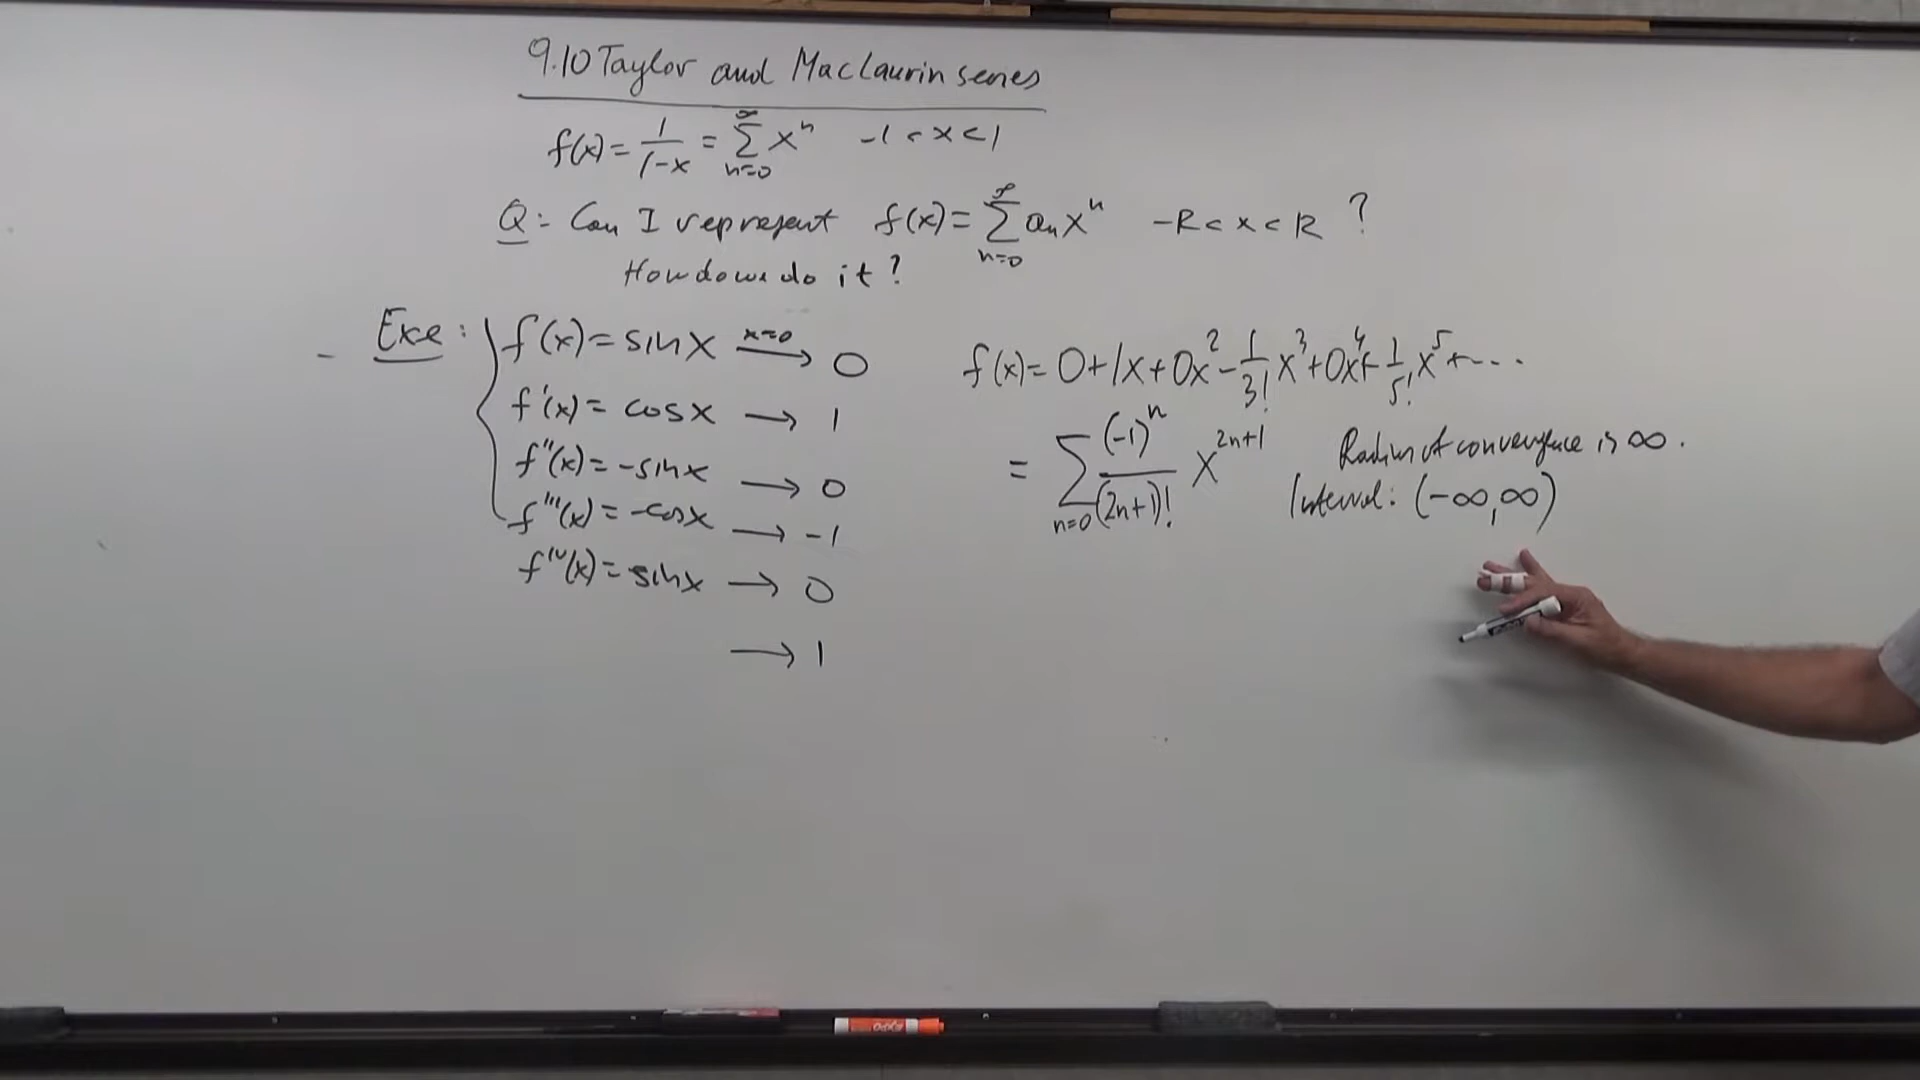 9.10 Taylor and Maclaurin series
f(x) = 1/(1-x) = ∑_{n=0}^{∞} x^n   -1 < x < 1
Q: Can I represent f(x) = ∑_{n=0}^{∞} a_n x^n   -R < x < R ?
How do we do it?
Exe: f(x) = sin x —x=0→ 0
f'(x) = cos x → 1
f''(x) = -sin x → 0
f'''(x) = -cos x → -1
f^{IV}(x) = sin x → 0
→ 1
f(x) = 0 + 1x + 0x^2 - 1/3! x^3 + 0x^4 + 1/5! x^5 + ...
= ∑_{n=0} (-1)^n/(2n+1)! x^{2n+1}   Radius of convergence is ∞.
Interval: (-∞, ∞)